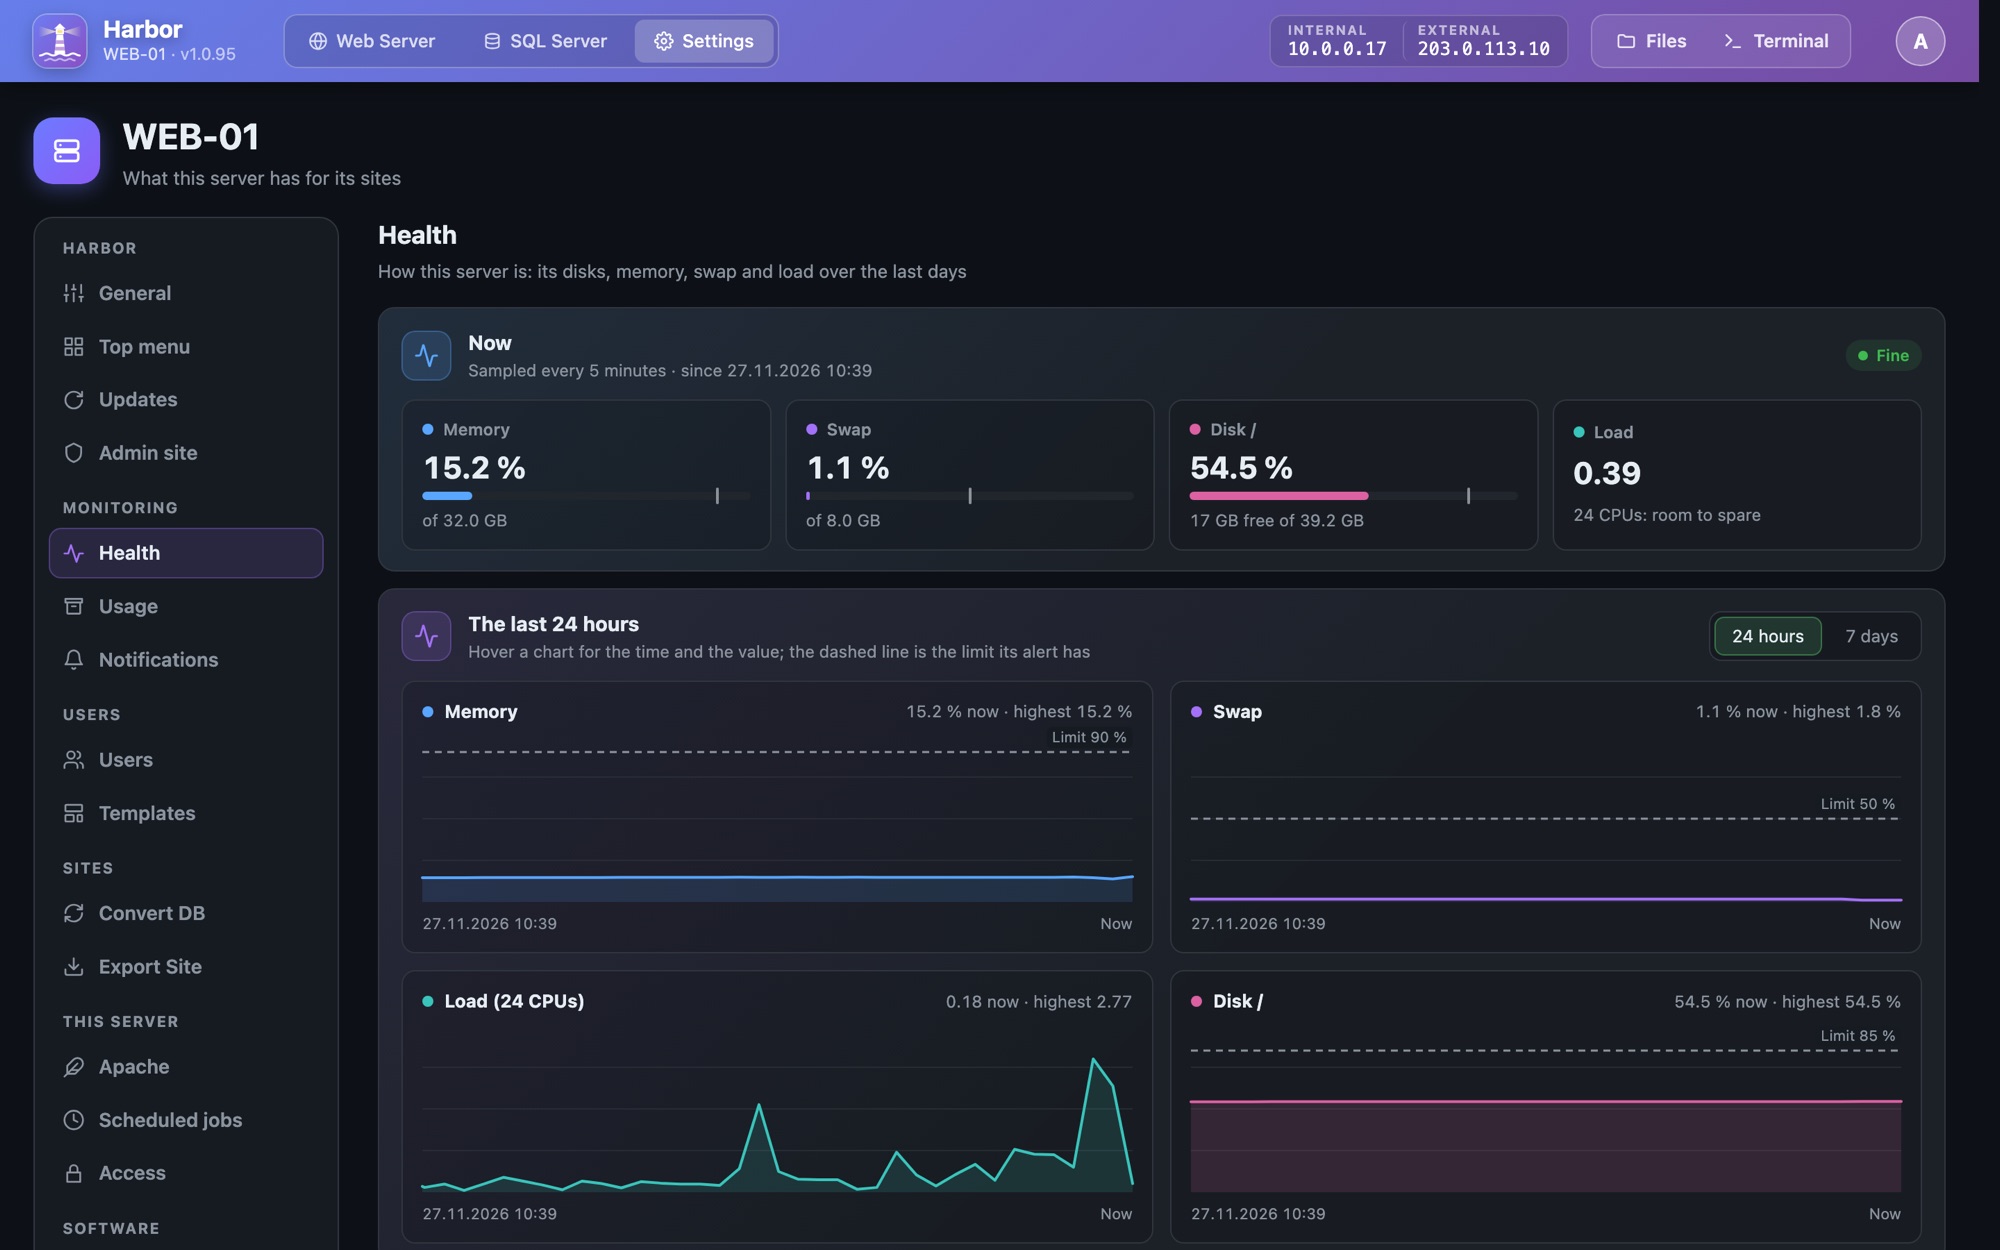 Harbor
WEB-01 · v1.0.95
Web Server
SQL Server
Settings
INTERNAL
10.0.0.17
EXTERNAL
203.0.113.10
Files
Terminal
A
WEB-01
What this server has for its sites
HARBOR
General
Top menu
Updates
Admin site
MONITORING
Health
Usage
Notifications
USERS
Users
Templates
SITES
Convert DB
Export Site
THIS SERVER
Apache
Scheduled jobs
Access
SOFTWARE
Health
How this server is: its disks, memory, swap and load over the last days
Now
Sampled every 5 minutes · since 27.11.2026 10:39
Fine
Memory
15.2 %
of 32.0 GB
Swap
1.1 %
of 8.0 GB
Disk /
54.5 %
17 GB free of 39.2 GB
Load
0.39
24 CPUs: room to spare
The last 24 hours
Hover a chart for the time and the value; the dashed line is the limit its alert has
24 hours
7 days
Memory
15.2 % now · highest 15.2 %
Limit 90 %
27.11.2026 10:39
Now
Swap
1.1 % now · highest 1.8 %
Limit 50 %
27.11.2026 10:39
Now
Load (24 CPUs)
0.18 now · highest 2.77
27.11.2026 10:39
Now
Disk /
54.5 % now · highest 54.5 %
Limit 85 %
27.11.2026 10:39
Now